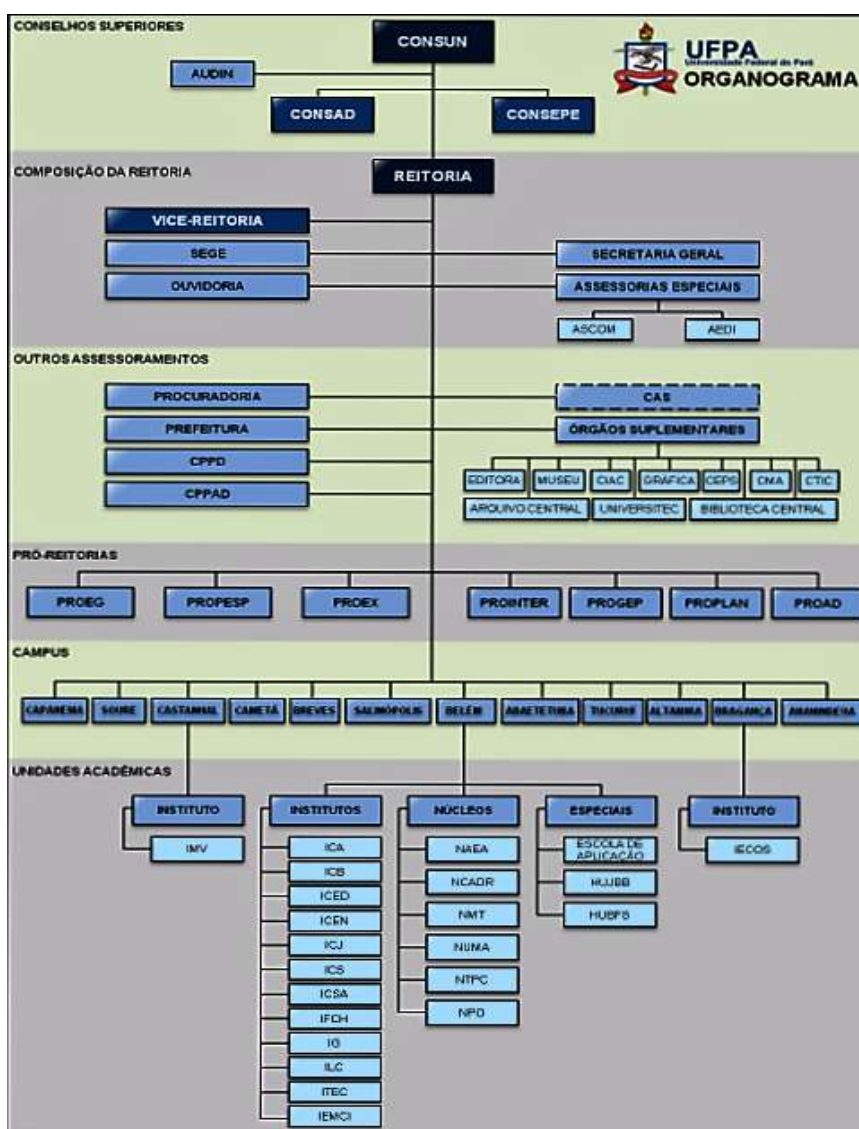 CONSELHOS SUPERIORES
CONSUN
UFPA
Universidade Federal do Pará
ORGANOGRAMA
AUDIN
CONSAD
CONSEPE
COMPOSIÇÃO DA REITORIA
REITORIA
VICE-REITORIA
SEGE
SECRETARIA GERAL
OUVIDORIA
ASSESSORIAS ESPECIAIS
ASCOM
AEDI
OUTROS ASSESSORAMENTOS
PROCURADORIA
CAS
PREFEITURA
ÓRGÃOS SUPLEMENTARES
CPPD
EDITORA
MUSEU
CIAC
GRÁFICA
CEPS
CMA
CTIC
CPPAD
ARQUIVO CENTRAL
UNIVERSITEC
BIBLIOTECA CENTRAL
PRÓ-REITORIAS
PROEG
PROPESP
PROEX
PROINTER
PROGEP
PROPLAN
PROAD
CAMPUS
CAPANEMA
SOURE
CASTANHAL
CAMETÁ
BREVES
SALINÓPOLIS
BELÉM
ABAETETUBA
TUCURUÍ
ALTAMIRA
BRAGANÇA
ANANINDEUA
UNIDADES ACADÊMICAS
INSTITUTO
INSTITUTOS
NÚCLEOS
ESPECIAIS
INSTITUTO
IMV
ICA
ICB
ICED
ICEN
ICJ
ICS
ICSA
IFCH
IG
ILC
ITEC
IEMCI
NAEA
NCADR
NMT
NUMA
NTPC
NPO
ESCOLA DE
APLICAÇÃO
HUJBB
HUBFS
IECOS